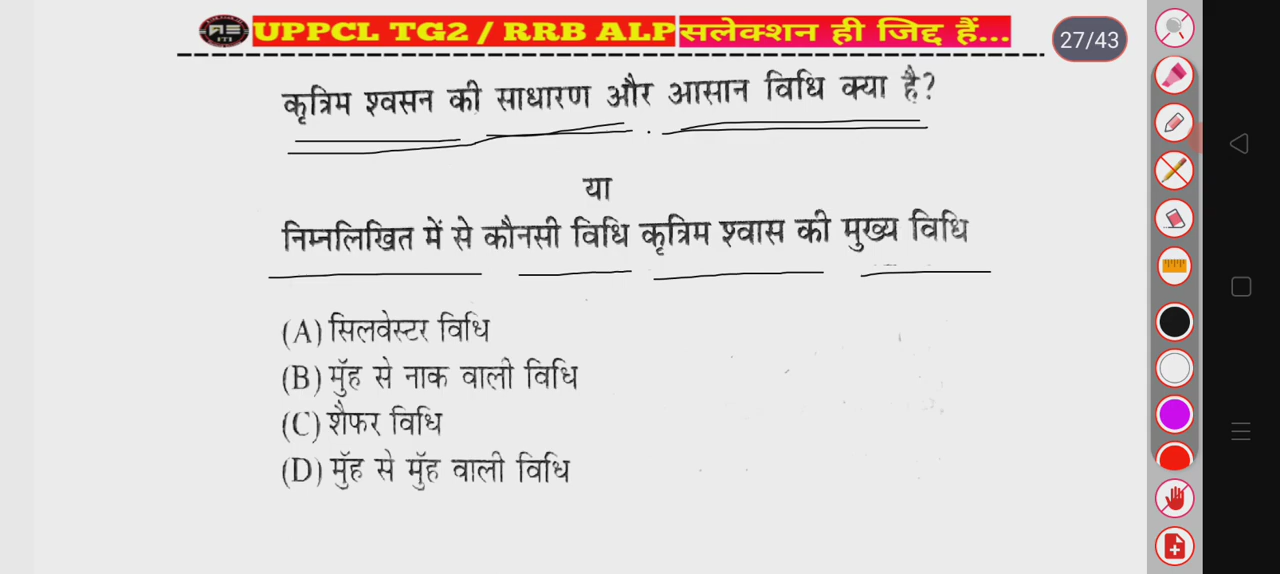 UPPCL TG2 / RRB ALP सलेक्शन ही जिद्द हैं...
27/43
कृत्रिम श्वसन की साधारण और आसान विधि क्या है?
या
निम्नलिखित में से कौनसी विधि कृत्रिम श्वास की मुख्य विधि
(A) सिलवेस्टर विधि
(B) मुँह से नाक वाली विधि
(C) शैफर विधि
(D) मुँह से मुँह वाली विधि